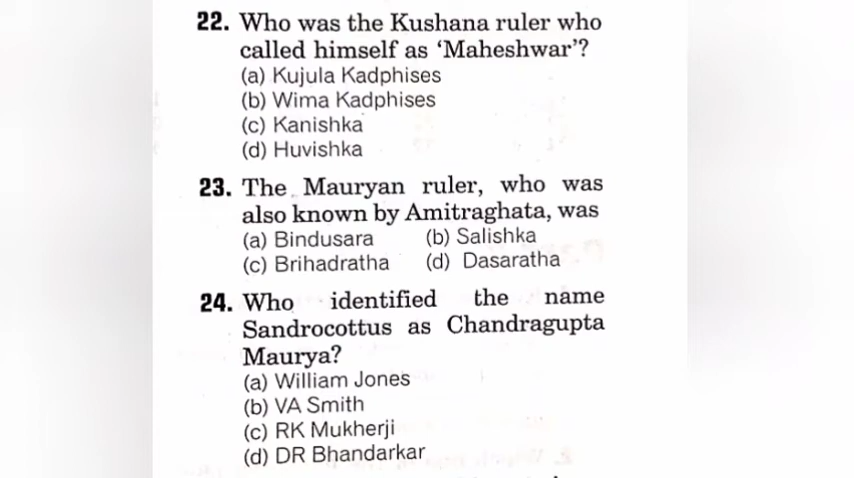 22. Who was the Kushana ruler who
called himself as ‘Maheshwar’?
(a) Kujula Kadphises
(b) Wima Kadphises
(c) Kanishka
(d) Huvishka
23. The Mauryan ruler, who was
also known by Amitraghata, was
(a) Bindusara (b) Salishka
(c) Brihadratha (d) Dasaratha
24. Who identified the name
Sandrocottus as Chandragupta
Maurya?
(a) William Jones
(b) VA Smith
(c) RK Mukherji
(d) DR Bhandarkar